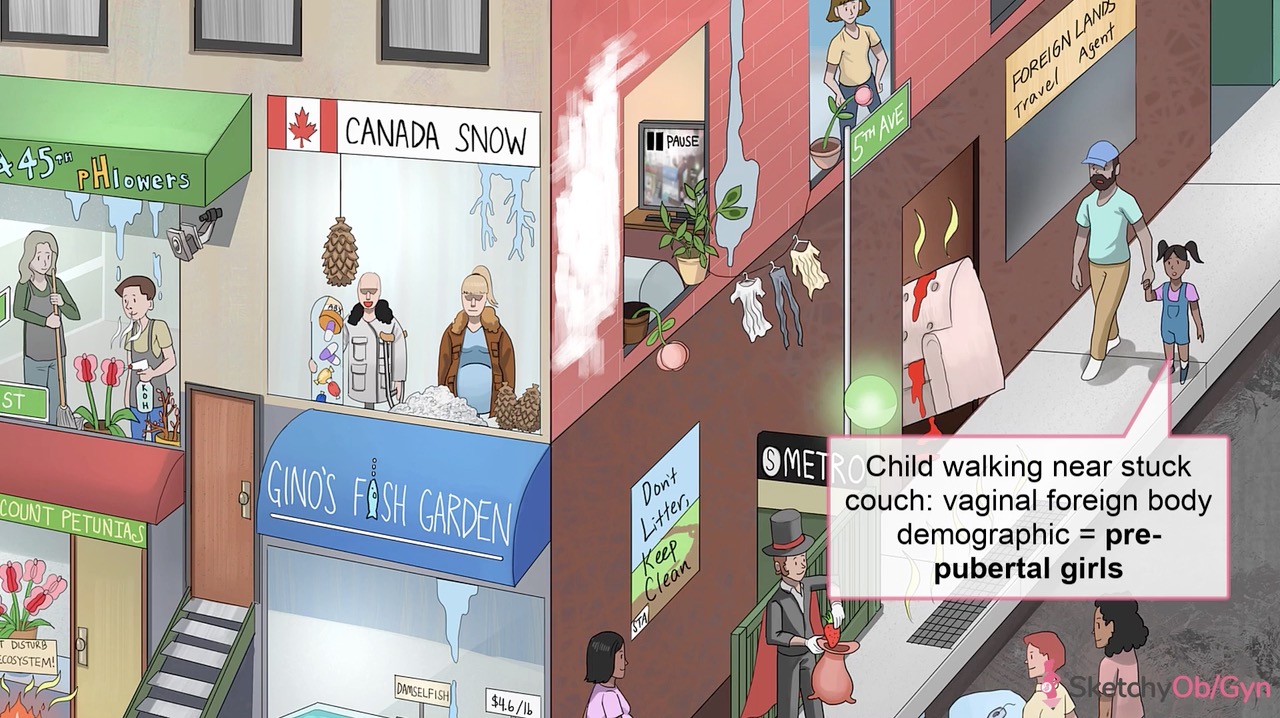 & 45TH pHlowers
ST
COUNT PETUNIAS
DISTURB
ECOSYSTEM!
CANADA SNOW
ABX
KOH
GINO'S FISH GARDEN
DAMSELFISH
$4.6/lb
PAUSE
5TH AVE
FOREIGN LANDS
Travel Agent
Don't
Litter,
Keep
Clean
STA
S METRO
Child walking near stuck
couch: vaginal foreign body
demographic = pre-
pubertal girls
SketchyOb/Gyn